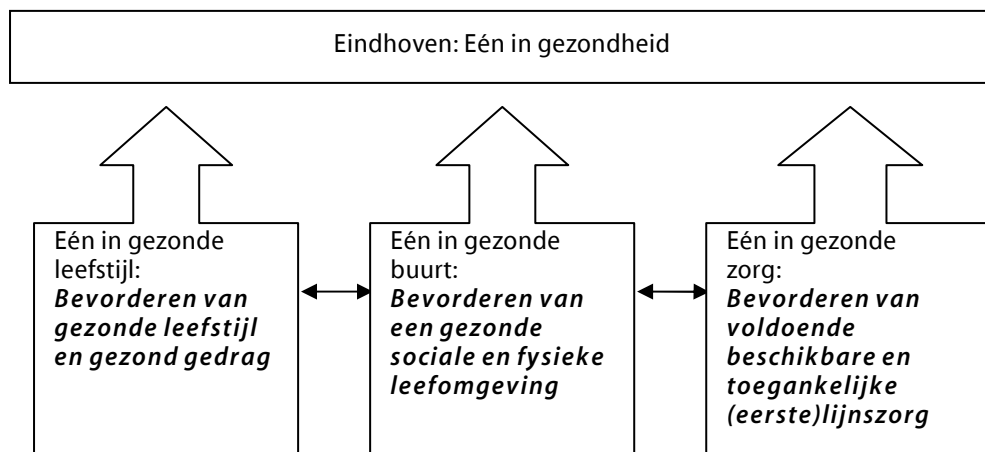 Eindhoven: Eén in gezondheid
Eén in gezonde
leefstijl:
Bevorderen van
gezonde leefstijl
en gezond gedrag
Eén in gezonde
buurt:
Bevorderen van
een gezonde
sociale en fysieke
leefomgeving
Eén in gezonde
zorg:
Bevorderen van
voldoende
beschikbare en
toegankelijke
(eerste)lijnszorg